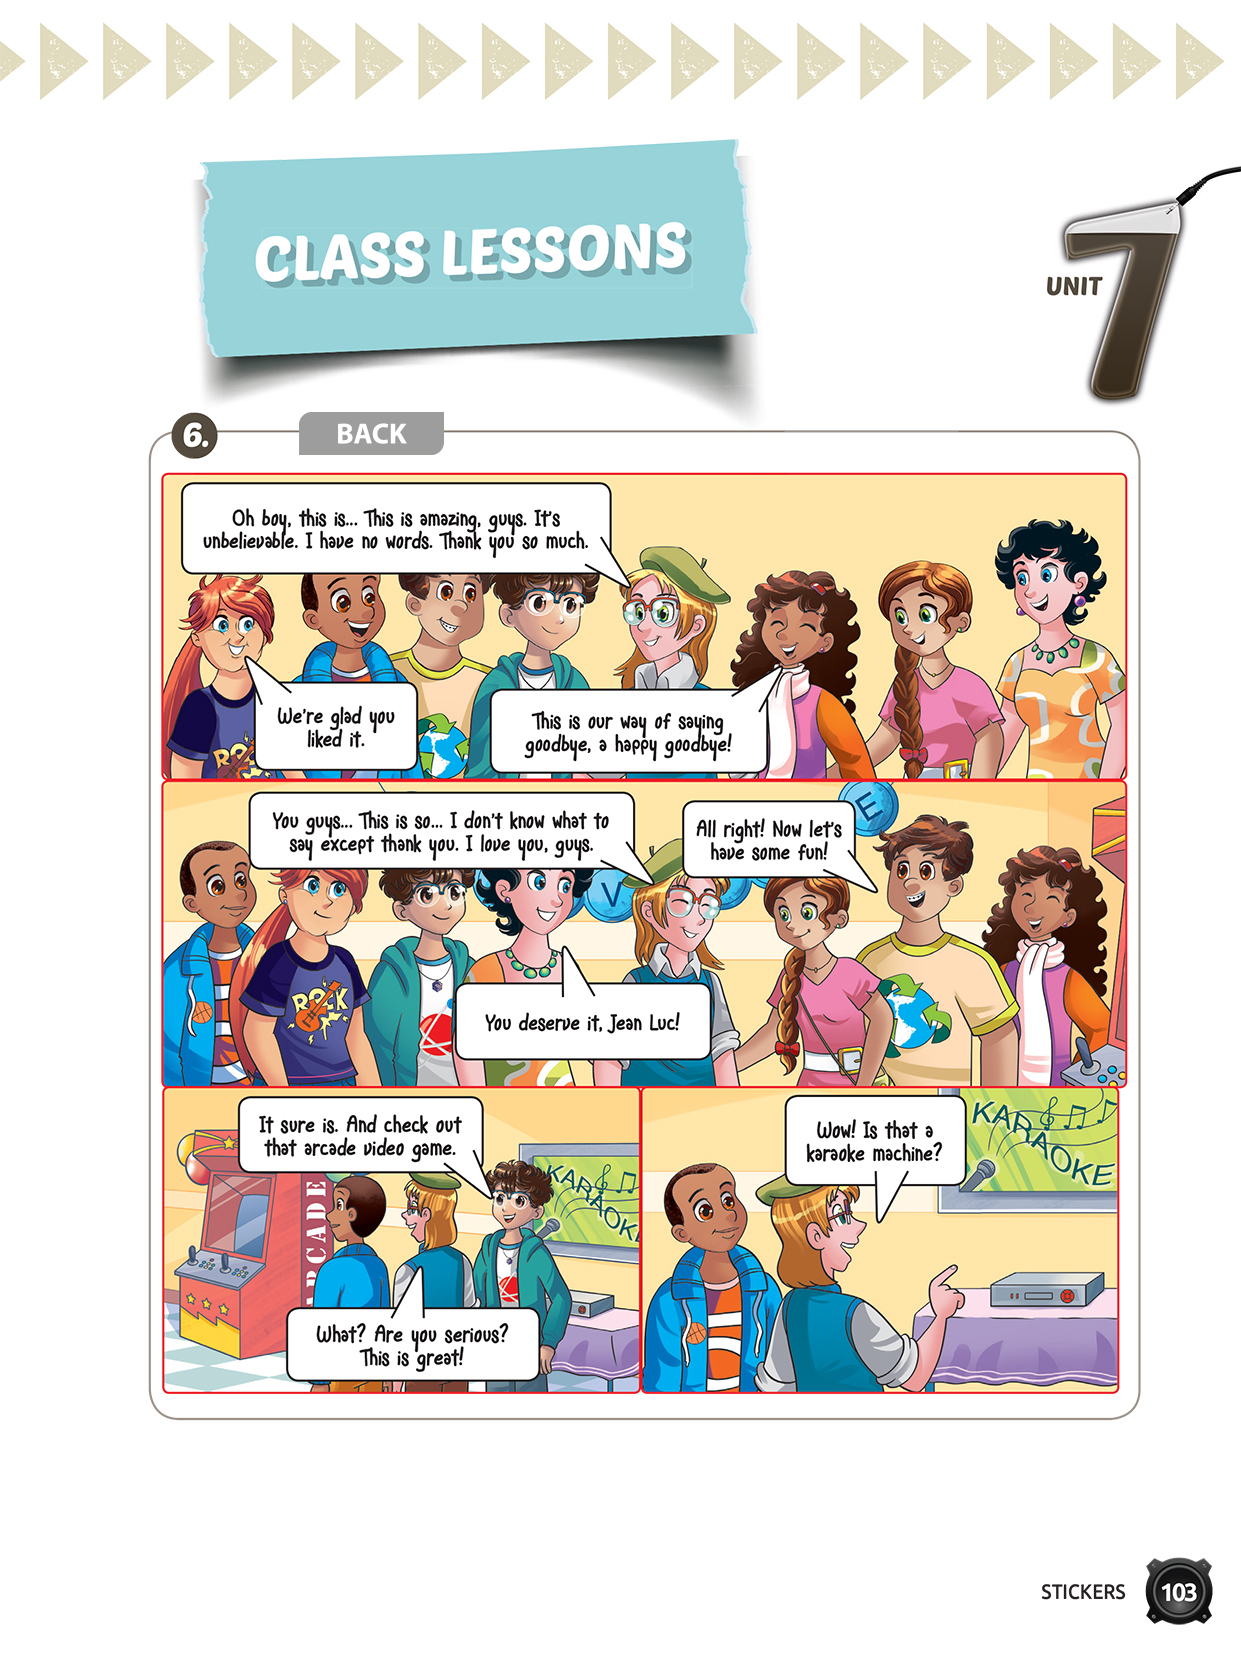 CLASS LESSONS
UNIT
7
6.
BACK
Oh boy, this is... This is amazing, guys. It's
unbelievable. I have no words. Thank you so much.
We're glad you
liked it.
This is our way of saying
goodbye, a happy goodbye!
ROCK
You guys... This is so... I don't know what to
say except thank you. I love you, guys.
All right! Now let's
have some fun!
E
V
ROCK
You deserve it, Jean Luc!
It sure is. And check out
that arcade video game.
ARCADE
KARAOKE
What? Are you serious?
This is great!
Wow! Is that a
karaoke machine?
KARAOKE
STICKERS
103